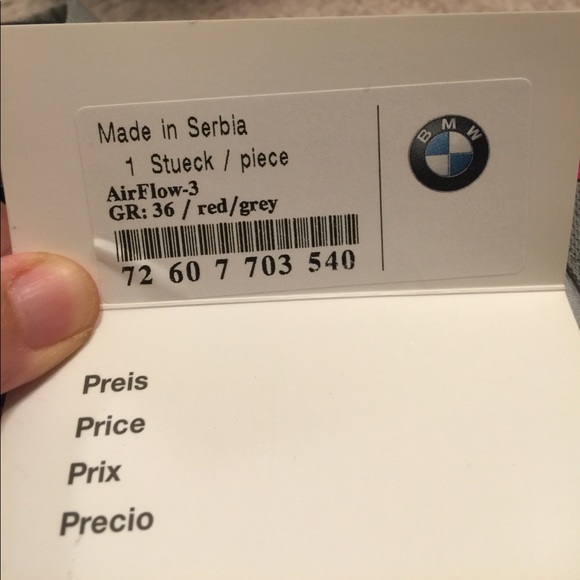 Made in Serbia
1 Stueck / piece
AirFlow-3
GR: 36 / red/grey
72 60 7 703 540
BMW
Preis
Price
Prix
Precio